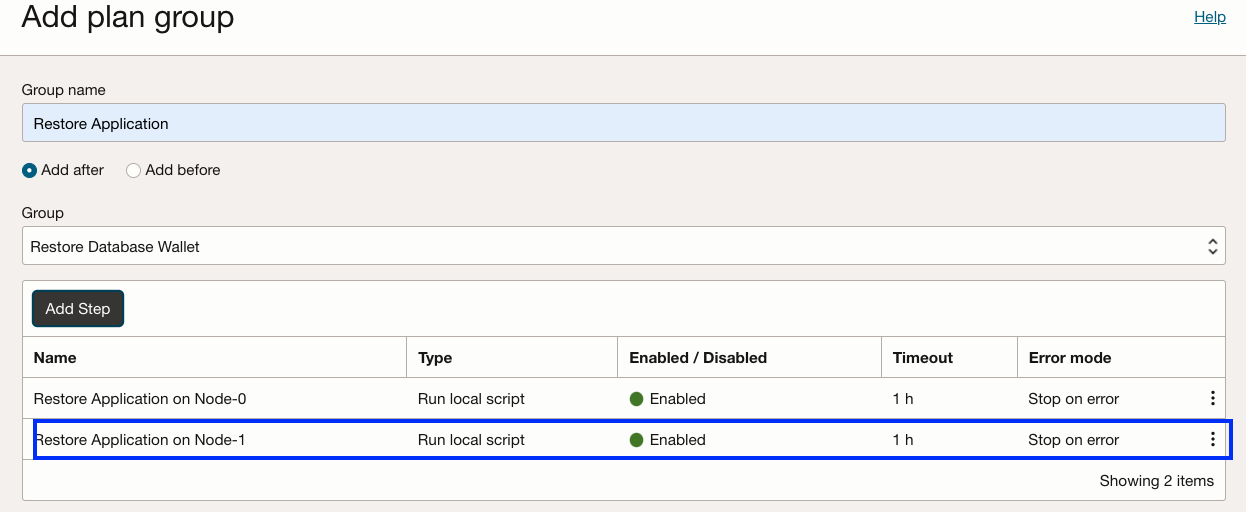 Add plan group
Help
Group name
Restore Application
Add after Add before
Group
Restore Database Wallet
Add Step
Name Type Enabled / Disabled Timeout Error mode
Restore Application on Node-0 Run local script Enabled 1 h Stop on error
Restore Application on Node-1 Run local script Enabled 1 h Stop on error
Showing 2 items